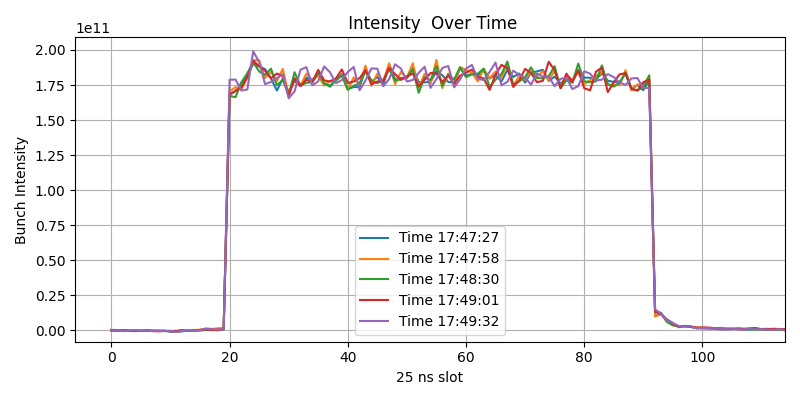 Intensity  Over Time
1e11
2.00
1.75
1.50
1.25
1.00
0.75
0.50
0.25
0.00
Bunch Intensity
Time 17:47:27
Time 17:47:58
Time 17:48:30
Time 17:49:01
Time 17:49:32
0 20 40 60 80 100
25 ns slot